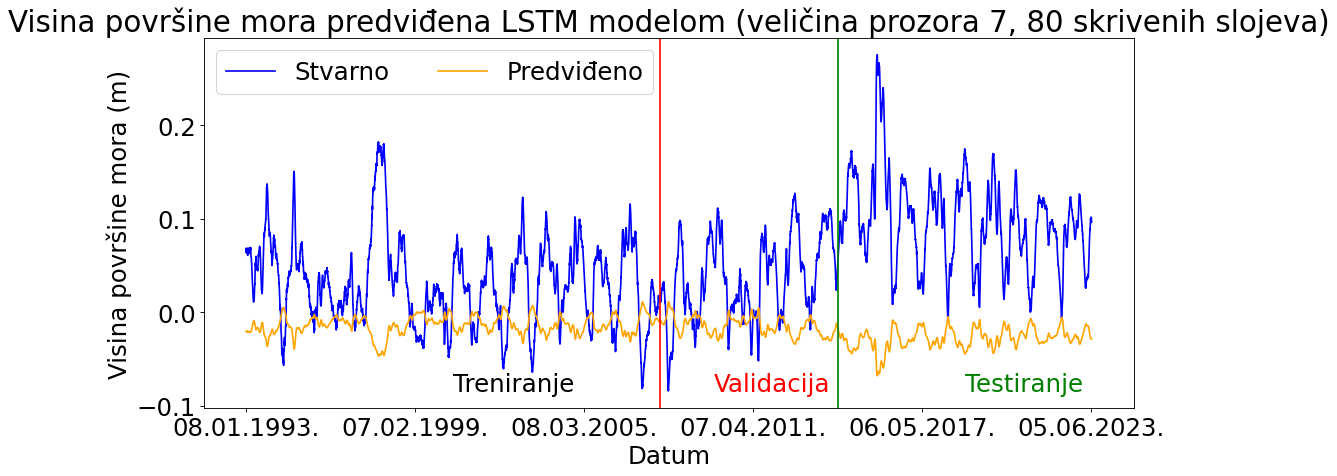 Visina površine mora predviđena LSTM modelom (veličina prozora 7, 80 skrivenih slojeva)
Stvarno
Predviđeno
Visina površine mora (m)
0.2
0.1
0.0
−0.1
Treniranje
Validacija
Testiranje
08.01.1993.
07.02.1999.
08.03.2005.
07.04.2011.
06.05.2017.
05.06.2023.
Datum